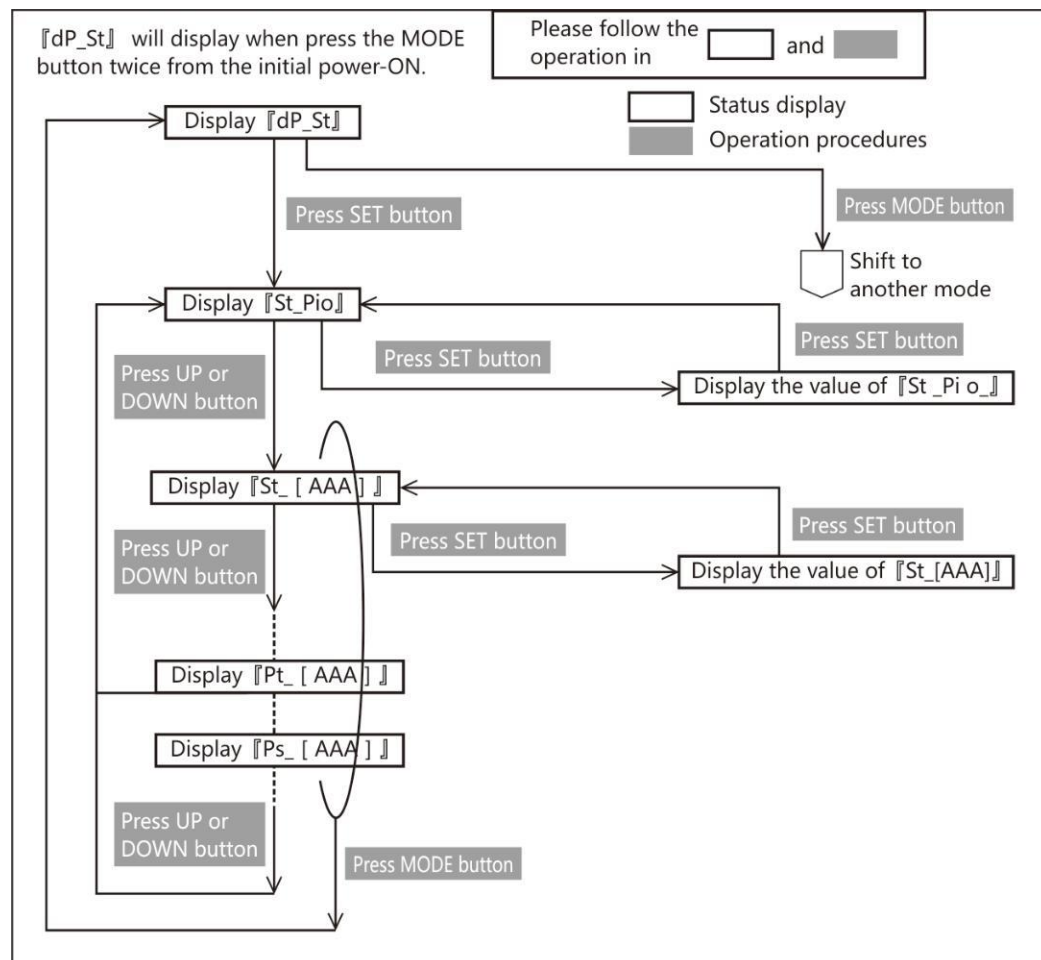 『dP_St』 will display when press the MODE
button twice from the initial power-ON.
Please follow the
operation in
and
Status display
Operation procedures
Display『dP_St』
Press SET button
Press MODE button
Shift to
another mode
Display『St_Pio』
Press SET button
Press SET button
Press UP or
DOWN button
Display the value of『St _Pi o_』
Display『St_ [ AAA ] 』
Press SET button
Press SET button
Press UP or
DOWN button
Display the value of『St_[AAA]』
Display『Pt_ [ AAA ] 』
Display『Ps_ [ AAA ] 』
Press UP or
DOWN button
Press MODE button